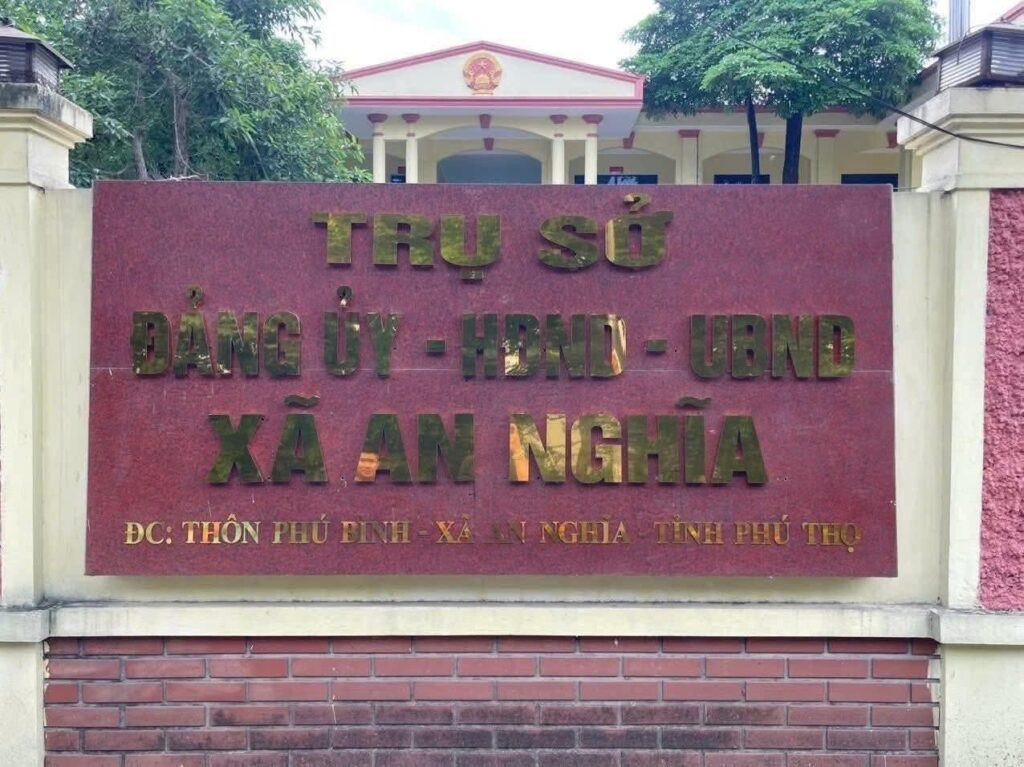 TRỤ SỞ
ĐẢNG ỦY - HĐND - UBND
XÃ AN NGHĨA
ĐC: THÔN PHÚ BÌNH - XÃ AN NGHĨA - TỈNH PHÚ THỌ